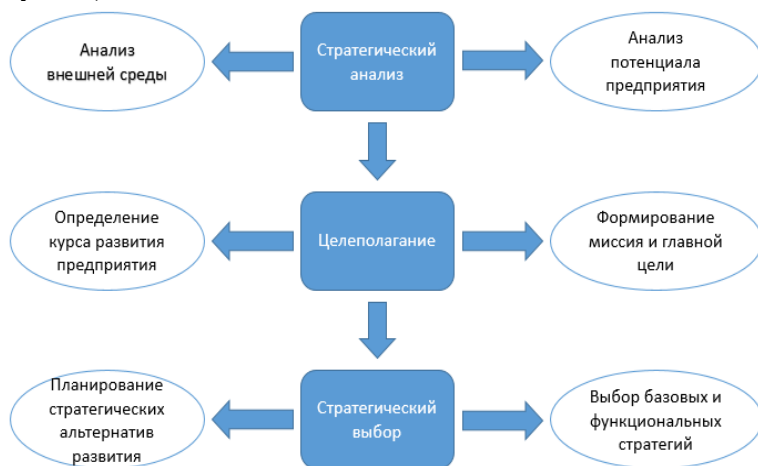 Анализ
внешней среды
Стратегический
анализ
Анализ
потенциала
предприятия
Определение
курса развития
предприятия
Целеполагание
Формирование
миссия и главной
цели
Планирование
стратегических
альтернатив
развития
Стратегический
выбор
Выбор базовых и
функциональных
стратегий